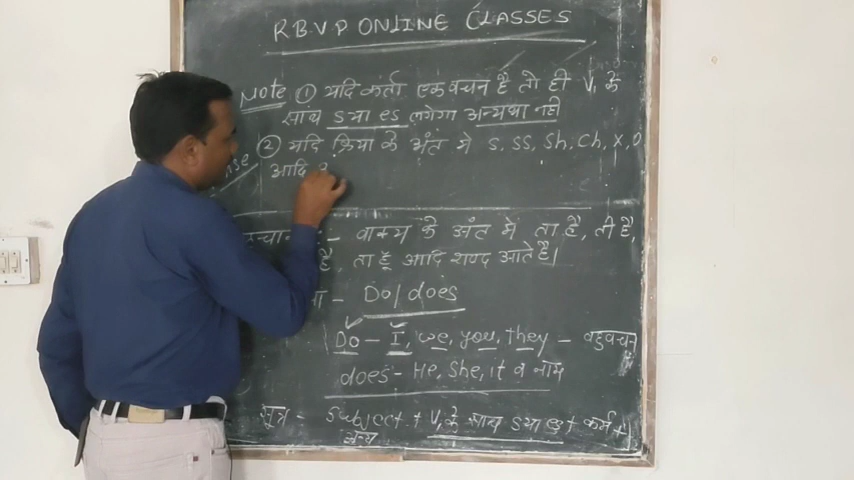 RBVP ONLINE CLASSES
Note ① यदि कर्ता एकवचन है तो ही V₁ के
साथ s या es लगेगा अन्यथा नही
② यदि क्रिया के अंत मे s, ss, sh, ch, x, o
आदि
वाक्य के अंत मे ता है, ती है,
है, ता हूँ आदि शब्द आते है।
Do/does
Do - I, we, you, they - बहुवचन
does - He, She, it व नाम
सूत्र - Subject + V₁ के साथ s या es + कर्म +
अन्य